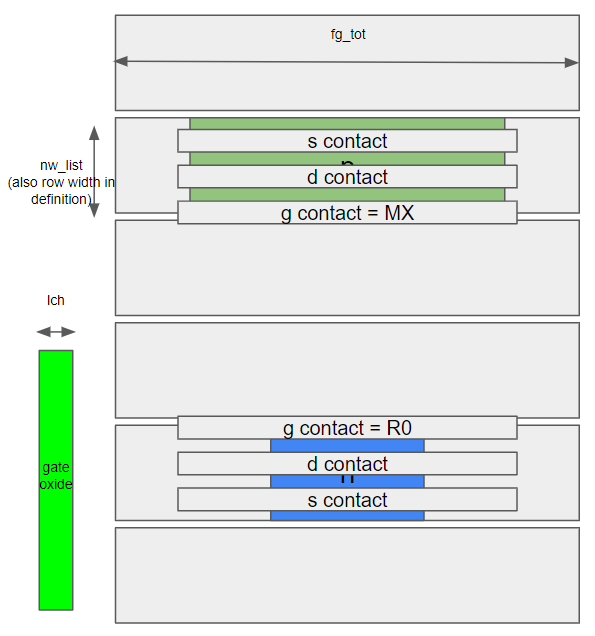 fg_tot
s contact
nw_list
(also row width in
definition)
d contact
g contact = MX
lch
g contact = R0
d contact
gate
oxide
s contact